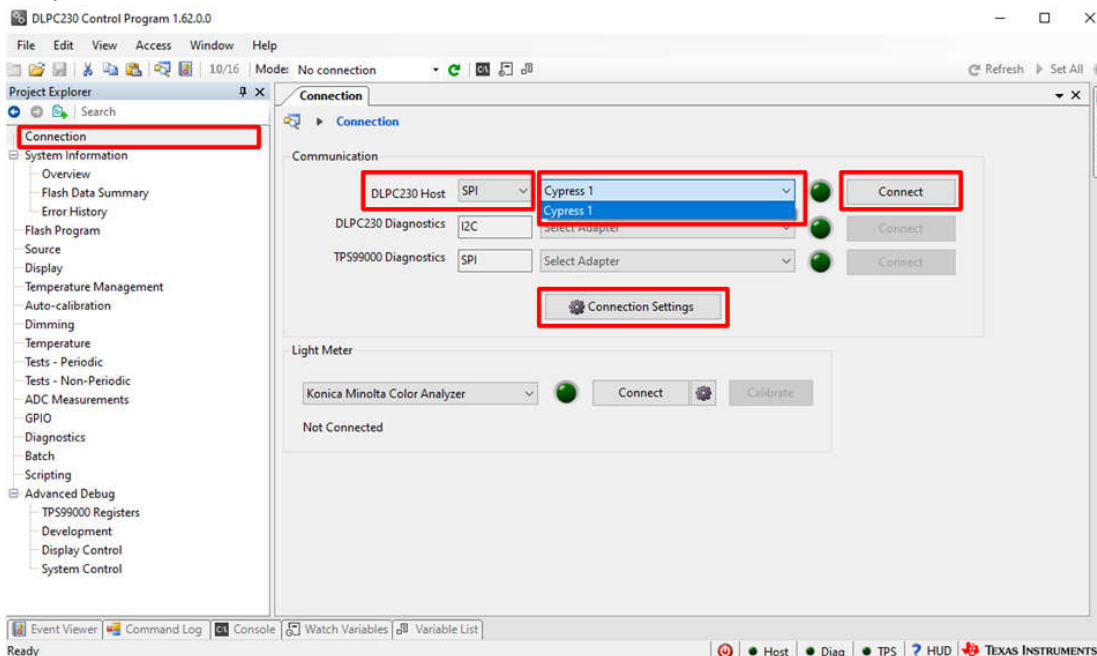 DLPC230 Control Program 1.62.0.0
File Edit View Access Window Help
10/16 Mode: No connection Refresh Set All
Project Explorer
Search
Connection
System Information
Overview
Flash Data Summary
Error History
Flash Program
Source
Display
Temperature Management
Auto-calibration
Dimming
Temperature
Tests - Periodic
Tests - Non-Periodic
ADC Measurements
GPIO
Diagnostics
Batch
Scripting
Advanced Debug
TPS99000 Registers
Development
Display Control
System Control
Connection
Connection
Communication
DLPC230 Host SPI Cypress 1 Connect
Cypress 1
DLPC230 Diagnostics I2C Select Adapter Connect
TPS99000 Diagnostics SPI Select Adapter Connect
Connection Settings
Light Meter
Konica Minolta Color Analyzer Connect Calibrate
Not Connected
Event Viewer Command Log Console Watch Variables Variable List
Ready Host Diag TPS HUD TEXAS INSTRUMENTS